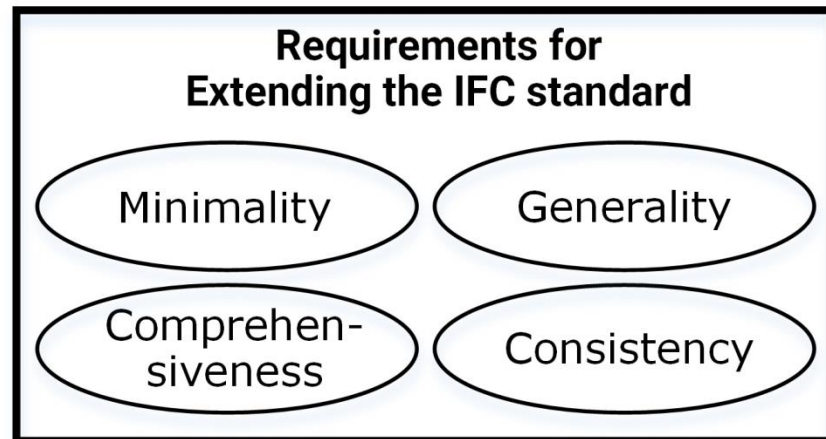 Requirements for
Extending the IFC standard
Minimality
Generality
Comprehen-
siveness
Consistency